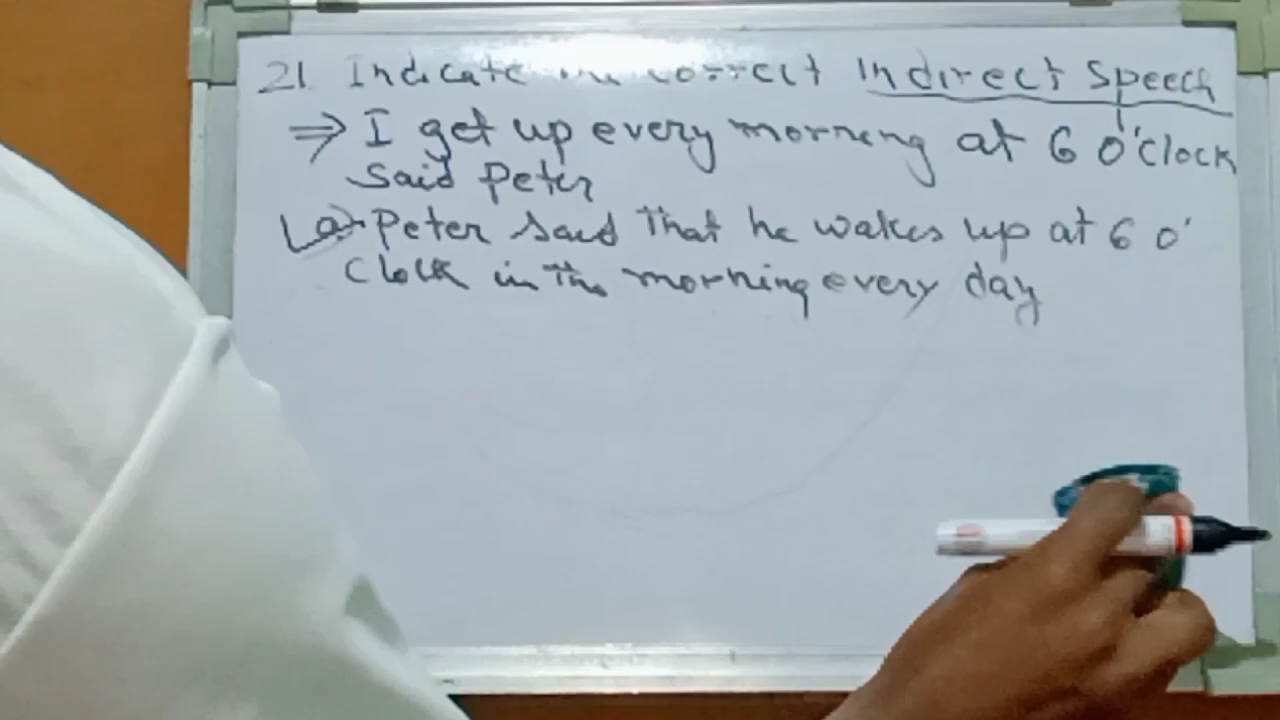 21. Indicate the correct Indirect Speech
⇒ I get up every morning at 6 O'Clock
Said Peter
a→ Peter Said That he wakes up at 6 O'
Clock in the morning every day